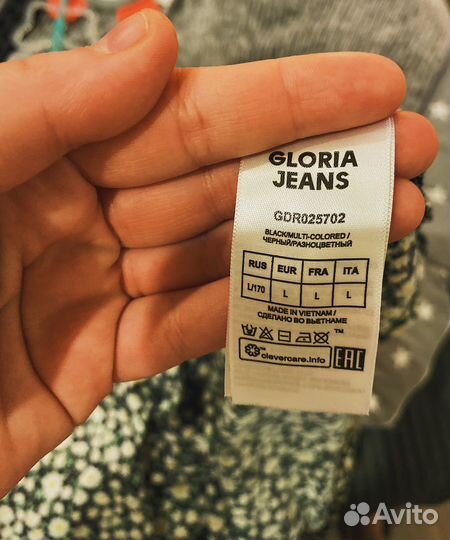 GLORIA
JEANS
GDR025702
BLACK/MULTI-COLORED/
ЧЕРНЫЙ/РАЗНОЦВЕТНЫЙ
RUS EUR FRA ITA
L/170 L L L
MADE IN VIETNAM/
СДЕЛАНО ВО ВЬЕТНАМЕ
TM
clevercare.info
EAC
Avito